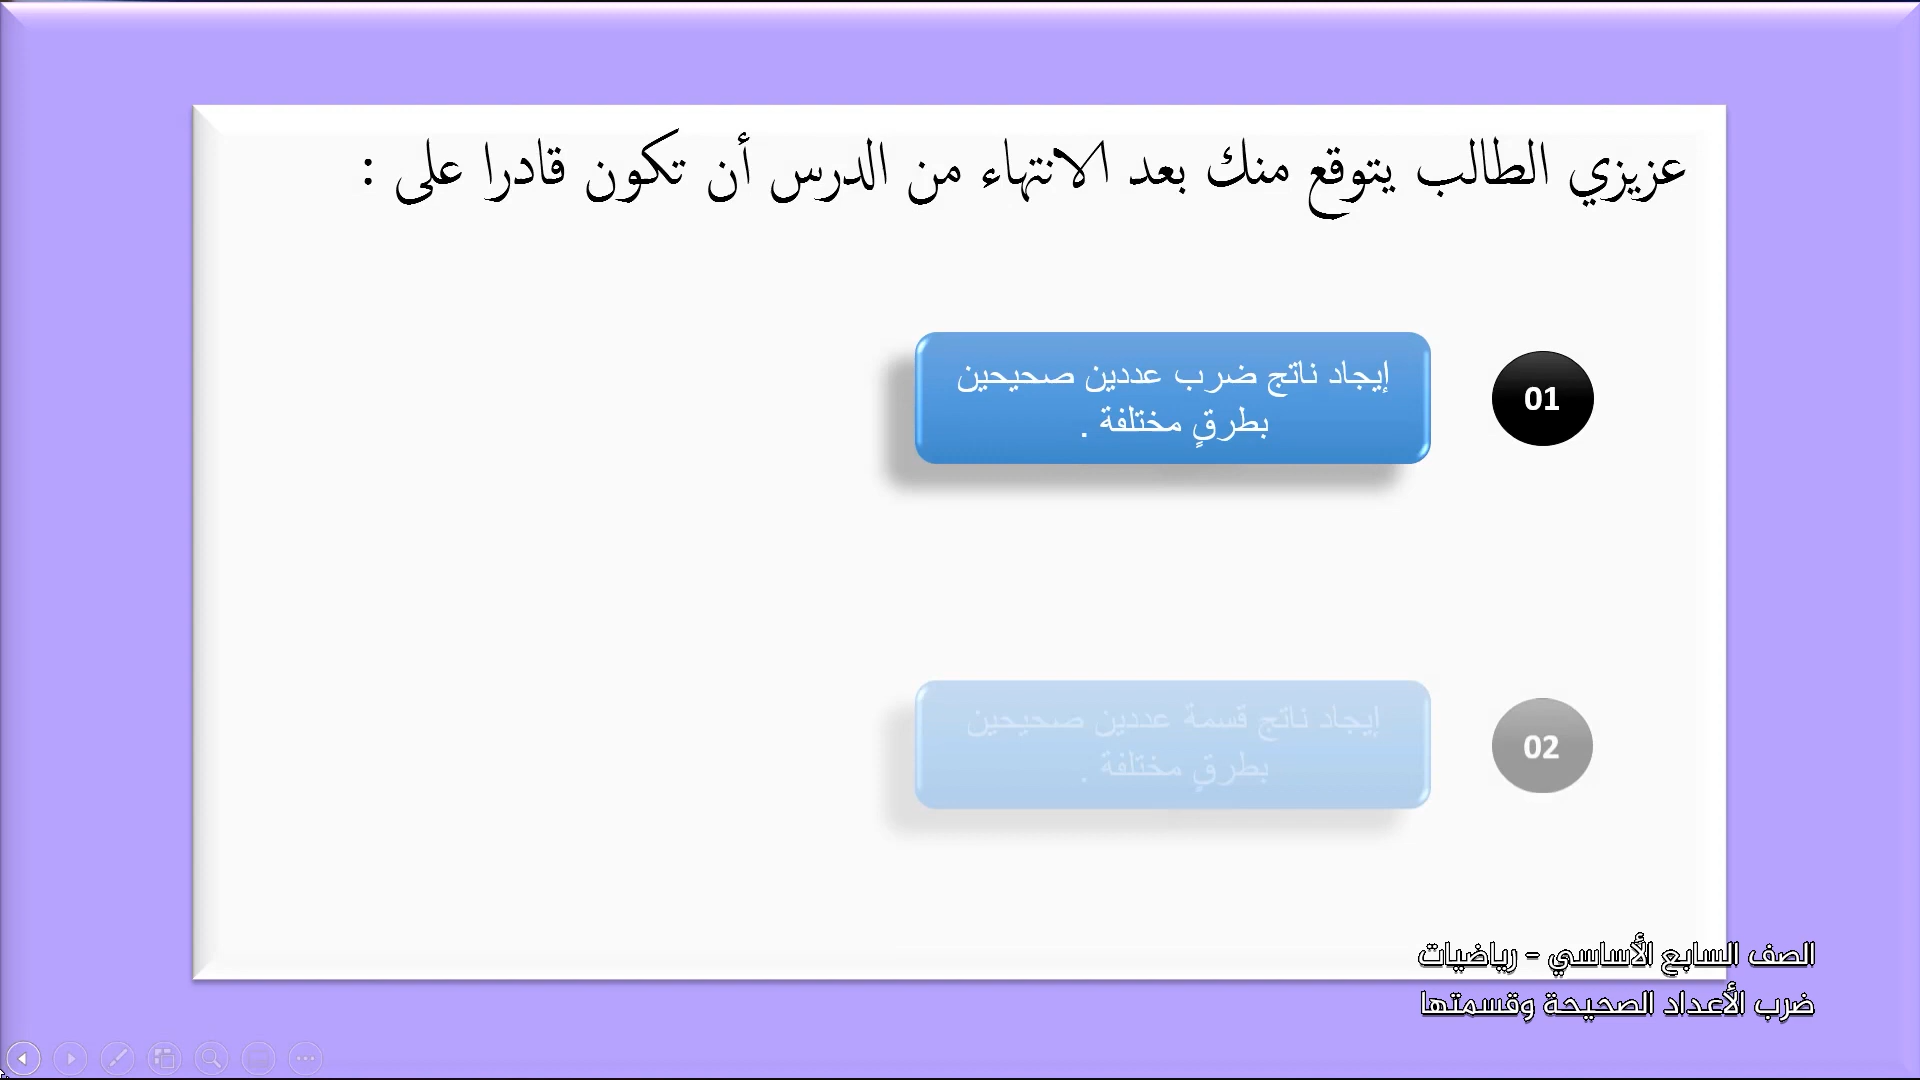 عزيزي الطالب يتوقع منك بعد الانتهاء من الدرس أن تكون قادرا على :
01
إيجاد ناتج ضرب عددين صحيحين
بطرقٍ مختلفة .
02
إيجاد ناتج قسمة عددين صحيحين
بطرقٍ مختلفة .
الصف السابع الأساسي - رياضيات
ضرب الأعداد الصحيحة وقسمتها